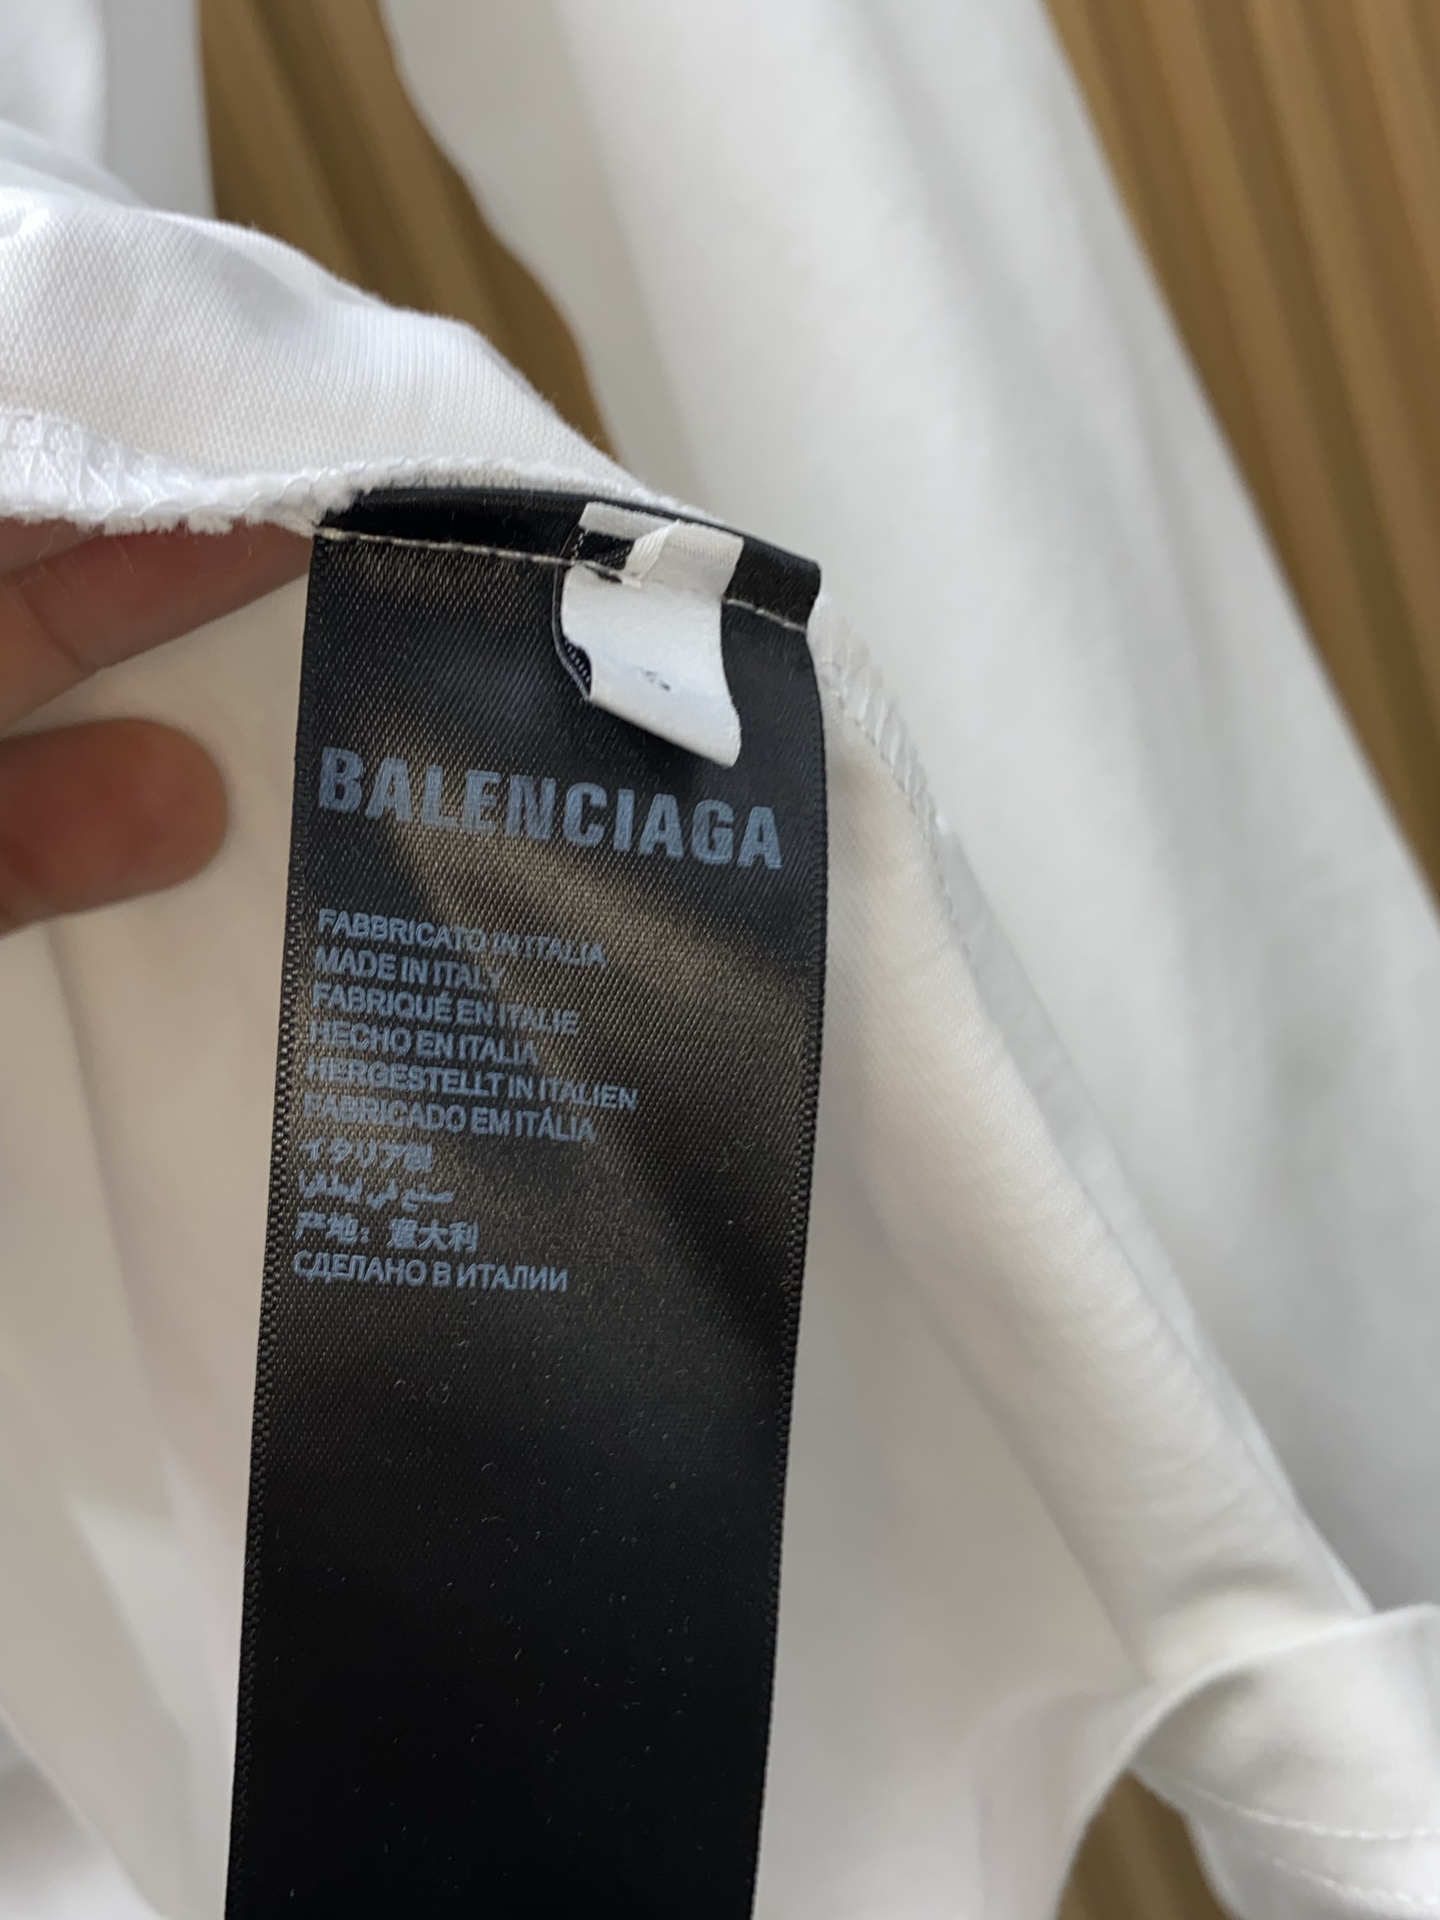 BALENCIAGA
FABBRICATO IN ITALIA
MADE IN ITALY
FABRIQUÉ EN ITALIE
HECHO EN ITALIA
HERGESTELLT IN ITALIEN
FABRICADO EM ITÁLIA
イタリア製
صنع في إيطاليا
产地：意大利
СДЕЛАНО В ИТАЛИИ